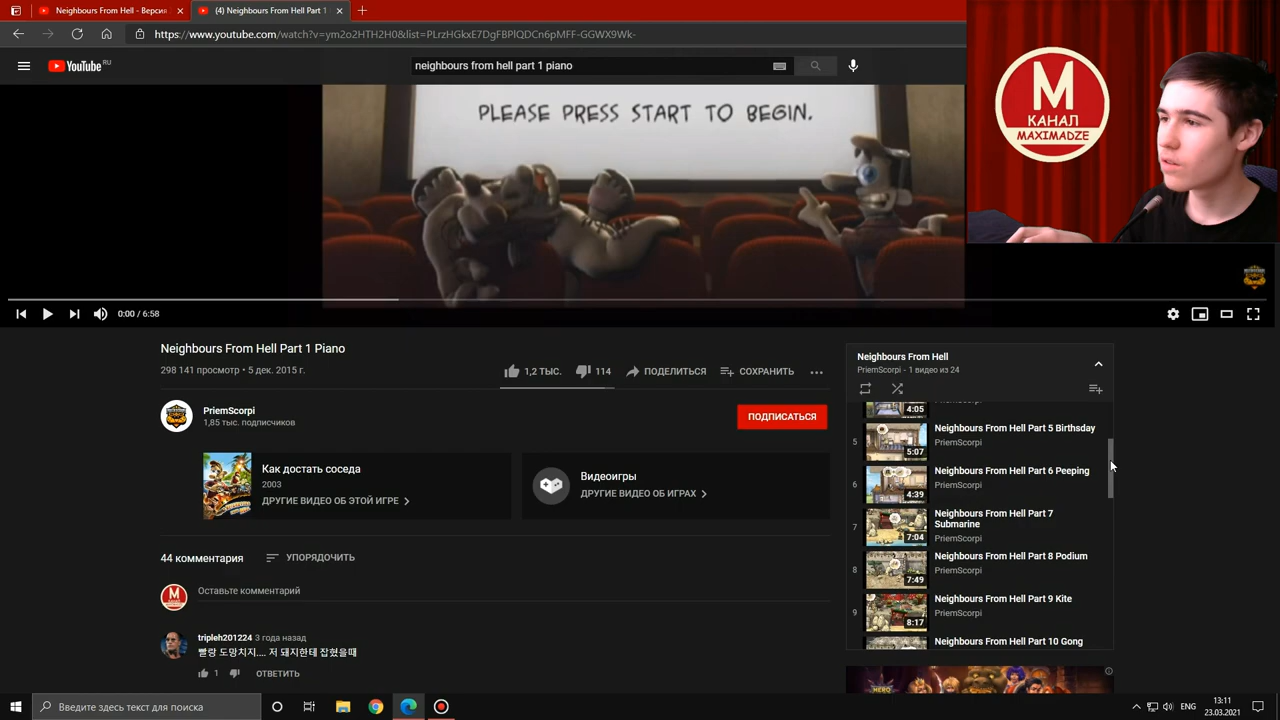 Neighbours From Hell - Версия
(4) Neighbours From Hell Part 1
https://www.youtube.com/watch?v=ym2o2HTH2H0&list=PLrzHGkxE7DgFBPlQDCn6pMFF-GGWX9Wk-
YouTube RU
neighbours from hell part 1 piano
PLEASE PRESS START TO BEGIN.
М
КАНАЛ
MAXIMADZE
0:00 / 6:58
Neighbours From Hell Part 1 Piano
298 141 просмотр • 5 дек. 2015 г.
1,2 ТЫС.
114
ПОДЕЛИТЬСЯ
СОХРАНИТЬ
PriemScorpi
1,85 тыс. подписчиков
ПОДПИСАТЬСЯ
Как достать соседа
2003
ДРУГИЕ ВИДЕО ОБ ЭТОЙ ИГРЕ
Видеоигры
ДРУГИЕ ВИДЕО ОБ ИГРАХ
44 комментария
УПОРЯДОЧИТЬ
Оставьте комментарий
tripleh201224 3 года назад
빨랑 도망치지.... 저 돼지한테 잡혔을때
1
ОТВЕТИТЬ
Neighbours From Hell
PriemScorpi - 1 видео из 24
4:05
PriemScorpi
5
5:07
Neighbours From Hell Part 5 Birthsday
PriemScorpi
6
4:39
Neighbours From Hell Part 6 Peeping
PriemScorpi
7
7:04
Neighbours From Hell Part 7
Submarine
PriemScorpi
8
7:49
Neighbours From Hell Part 8 Podium
PriemScorpi
9
8:17
Neighbours From Hell Part 9 Kite
PriemScorpi
Neighbours From Hell Part 10 Gong
HERO
Введите здесь текст для поиска
ENG
13:11
23.03.2021